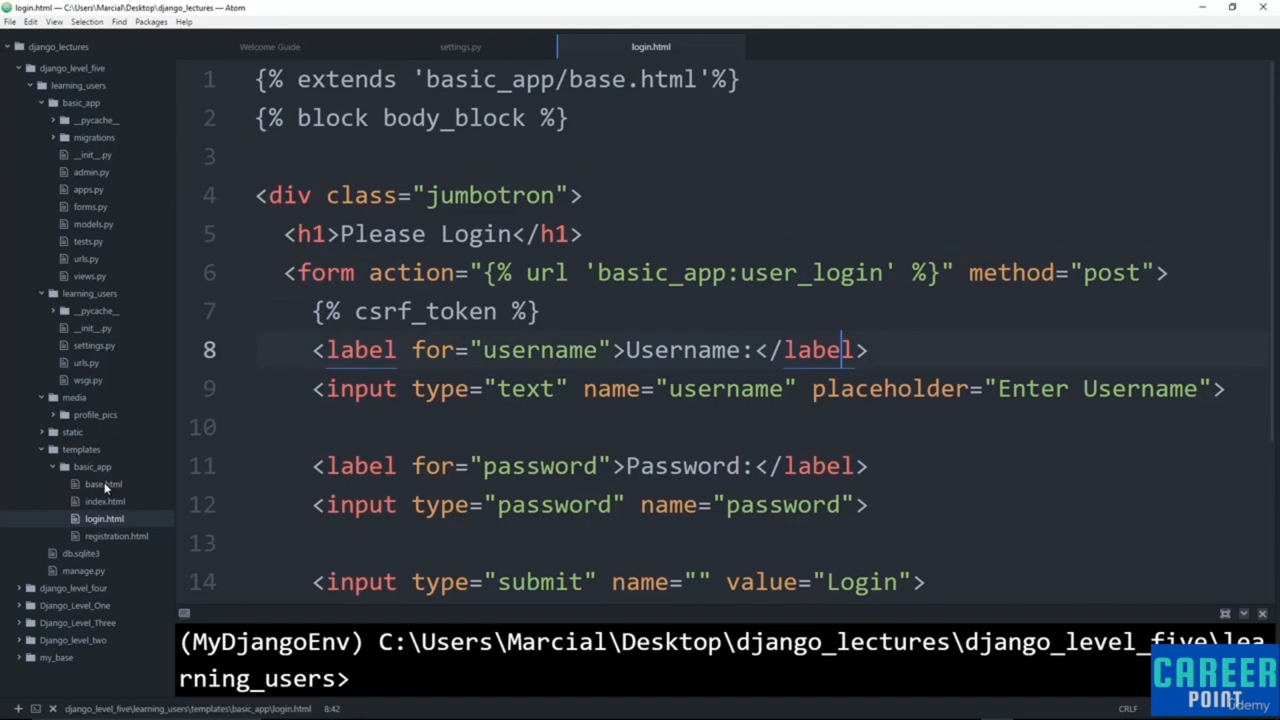 login.html — C:\Users\Marcial\Desktop\django_lectures — Atom
File Edit View Selection Find Packages Help
django_lectures
django_level_five
learning_users
basic_app
__pycache__
migrations
__init__.py
admin.py
apps.py
forms.py
models.py
tests.py
urls.py
views.py
learning_users
__pycache__
__init__.py
settings.py
urls.py
wsgi.py
media
profile_pics
static
templates
basic_app
base.html
index.html
login.html
registration.html
db.sqlite3
manage.py
django_level_four
Django_Level_One
Django_Level_Three
Django_level_two
my_base
Welcome Guide settings.py login.html
1 {% extends 'basic_app/base.html'%}
2 {% block body_block %}
3
4 <div class="jumbotron">
5 <h1>Please Login</h1>
6 <form action="{% url 'basic_app:user_login' %}" method="post">
7 {% csrf_token %}
8 <label for="username">Username:</label>
9 <input type="text" name="username" placeholder="Enter Username">
10
11 <label for="password">Password:</label>
12 <input type="password" name="password">
13
14 <input type="submit" name="" value="Login">
(MyDjangoEnv) C:\Users\Marcial\Desktop\django_lectures\django_level_five\lea
rning_users>
CAREER
POINT
udemy
django_level_five\learning_users\templates\basic_app\login.html 8:42 CRLF